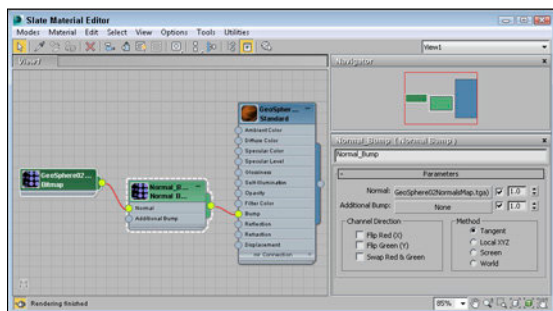 Slate Material Editor
Modes Material Edit Select View Options Tools Utilities
View1
View1
Navigator
GeoSpher...
Standard
Ambient Color
Diffuse Color
Specular Color
Specular Level
Glossiness
Self-Illumination
Opacity
Filter Color
Bump
Reflection
Refraction
Displacement
mr Connection
GeoSphere02...
Bitmap
Normal_B...
Normal B...
Normal
Additional Bump
Normal_Bump (Normal Bump)
Normal_Bump
Parameters
Normal: GeoSphere02NormalsMap.tga) 1.0
Additional Bump: None 1.0
Channel Direction
Flip Red (X)
Flip Green (Y)
Swap Red & Green
Method
Tangent
Local XYZ
Screen
World
Rendering finished
85%